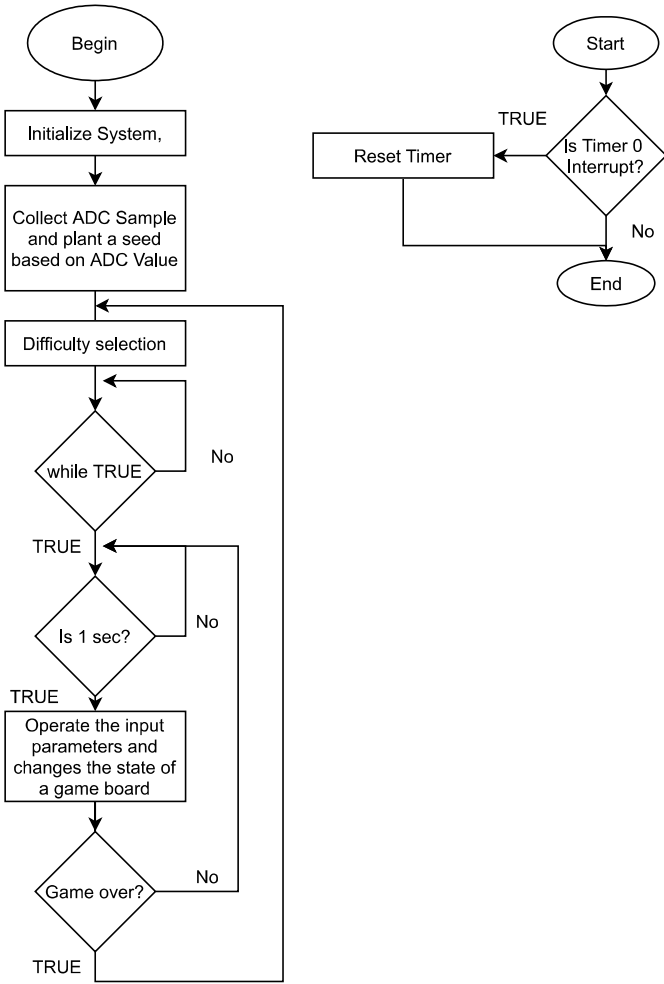 Begin
Initialize System,
Collect ADC Sample
and plant a seed
based on ADC Value
Difficulty selection
while TRUE
No
TRUE
Is 1 sec?
No
TRUE
Operate the input
parameters and
changes the state of
a game board
Game over?
No
TRUE
Start
TRUE
Is Timer 0
Interrupt?
Reset Timer
No
End